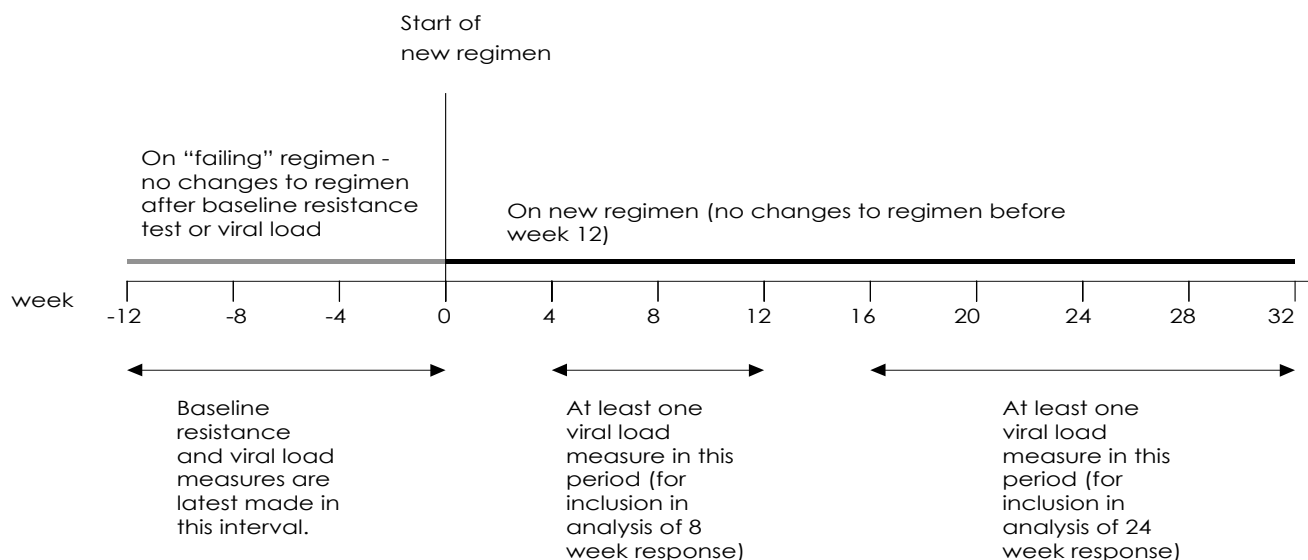 Start of
new regimen
On “failing” regimen -
no changes to regimen
after baseline resistance
test or viral load
On new regimen (no changes to regimen before
week 12)
week
-12 -8 -4 0 4 8 12 16 20 24 28 32
Baseline
resistance
and viral load
measures are
latest made in
this interval.
At least one
viral load
measure in this
period (for
inclusion in
analysis of 8
week response)
At least one
viral load
measure in this
period (for
inclusion in
analysis of 24
week response)